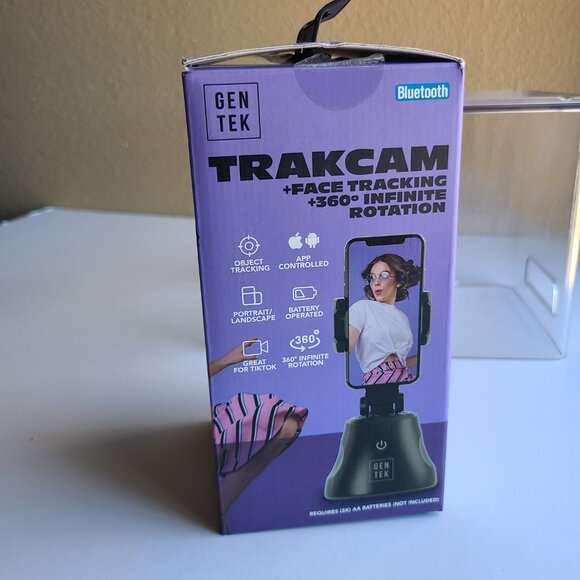 GEN
TEK
Bluetooth
TRAKCAM
+FACE TRACKING
+360° INFINITE
ROTATION
OBJECT
TRACKING
APP
CONTROLLED
PORTRAIT/
LANDSCAPE
BATTERY
OPERATED
GREAT
FOR TIKTOK
360°
360° INFINITE
ROTATION
GEN
TEK
REQUIRES (3X) AA BATTERIES (NOT INCLUDED)